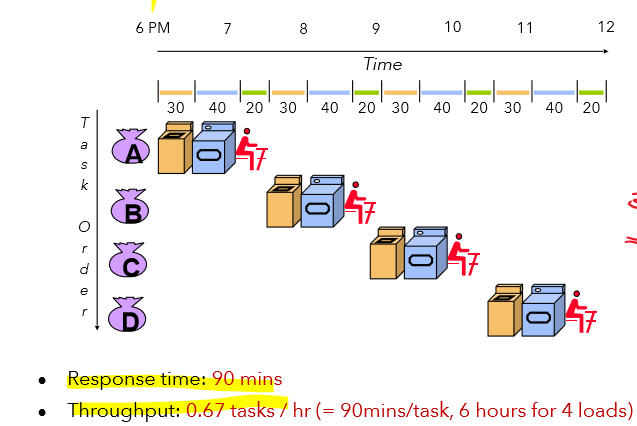 6 PM 7 8 9 10 11 12
Time
30 40 20 30 40 20 30 40 20 30 40 20
Task Order
A
B
C
D
• Response time: 90 mins
• Throughput: 0.67 tasks / hr (= 90mins/task, 6 hours for 4 loads)